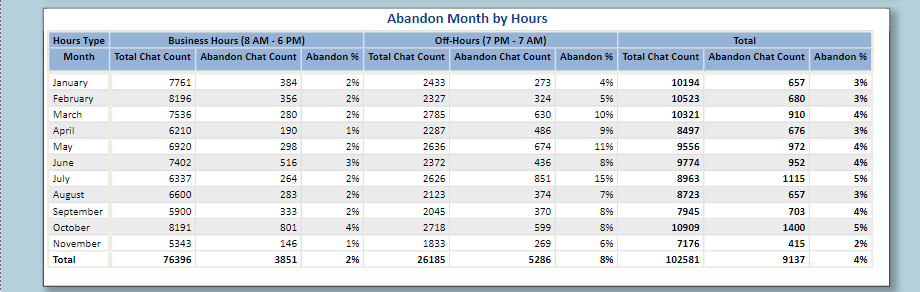 Abandon Month by Hours
Hours Type Business Hours (8 AM - 6 PM) Off-Hours (7 PM - 7 AM) Total
Month Total Chat Count Abandon Chat Count Abandon % Total Chat Count Abandon Chat Count Abandon % Total Chat Count Abandon Chat Count Abandon %
January 7761 384 2% 2433 273 4% 10194 657 3%
February 8196 356 2% 2327 324 5% 10523 680 3%
March 7536 280 2% 2785 630 10% 10321 910 4%
April 6210 190 1% 2287 486 9% 8497 676 3%
May 6920 298 2% 2636 674 11% 9556 972 4%
June 7402 516 3% 2372 436 8% 9774 952 4%
July 6337 264 2% 2626 851 15% 8963 1115 5%
August 6600 283 2% 2123 374 7% 8723 657 3%
September 5900 333 2% 2045 370 8% 7945 703 4%
October 8191 801 4% 2718 599 8% 10909 1400 5%
November 5343 146 1% 1833 269 6% 7176 415 2%
Total 76396 3851 2% 26185 5286 8% 102581 9137 4%